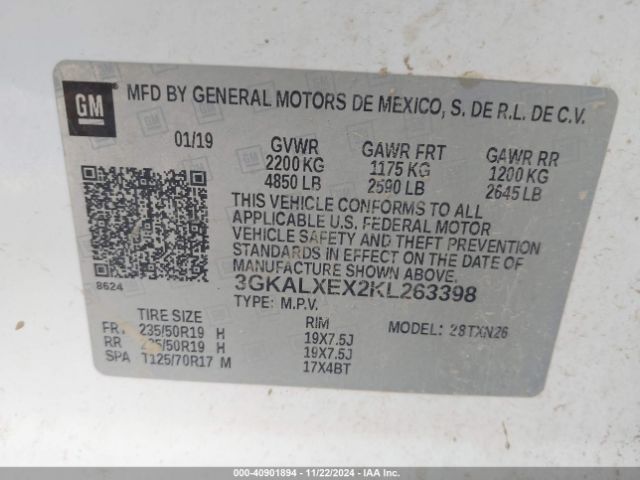 GM
MFD BY GENERAL MOTORS DE MEXICO, S. DE R.L. DE C.V.
01/19 GVWR GAWR FRT GAWR RR
2200 KG 1175 KG 1200 KG
4850 LB 2590 LB 2645 LB
THIS VEHICLE CONFORMS TO ALL
APPLICABLE U.S. FEDERAL MOTOR
VEHICLE SAFETY AND THEFT PREVENTION
STANDARDS IN EFFECT ON THE DATE OF
MANUFACTURE SHOWN ABOVE.
8624 3GKALXEX2KL263398
TYPE: M.P.V.
TIRE SIZE RIM MODEL: 28TXN26
FRT 235/50R19 H 19X7.5J
RR 235/50R19 H 19X7.5J
SPA T125/70R17 M 17X4BT
000-40901894 - 11/22/2024 - IAA Inc.